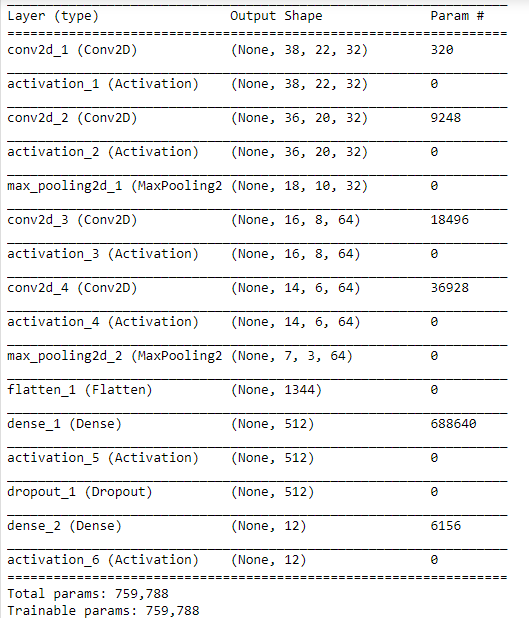 Layer (type) Output Shape Param #
conv2d_1 (Conv2D) (None, 38, 22, 32) 320
activation_1 (Activation) (None, 38, 22, 32) 0
conv2d_2 (Conv2D) (None, 36, 20, 32) 9248
activation_2 (Activation) (None, 36, 20, 32) 0
max_pooling2d_1 (MaxPooling2 (None, 18, 10, 32) 0
conv2d_3 (Conv2D) (None, 16, 8, 64) 18496
activation_3 (Activation) (None, 16, 8, 64) 0
conv2d_4 (Conv2D) (None, 14, 6, 64) 36928
activation_4 (Activation) (None, 14, 6, 64) 0
max_pooling2d_2 (MaxPooling2 (None, 7, 3, 64) 0
flatten_1 (Flatten) (None, 1344) 0
dense_1 (Dense) (None, 512) 688640
activation_5 (Activation) (None, 512) 0
dropout_1 (Dropout) (None, 512) 0
dense_2 (Dense) (None, 12) 6156
activation_6 (Activation) (None, 12) 0
Total params: 759,788
Trainable params: 759,788